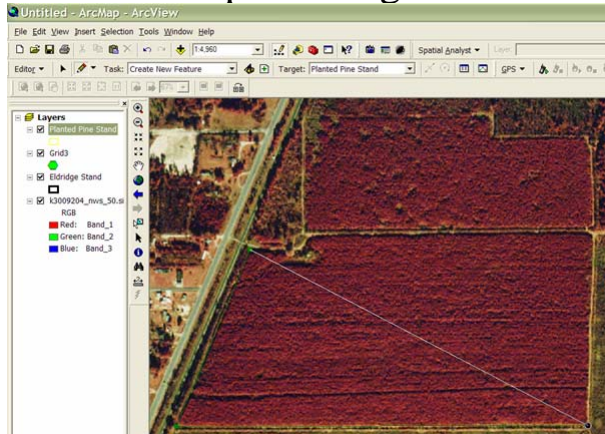 Untitled - ArcMap - ArcView
File Edit View Insert Selection Tools Window Help
1:4,960 Spatial Analyst Layer:
Editor Task: Create New Feature Target: Planted Pine Stand GPS
Layers
Planted Pine Stand
Grid3
Eldridge Stand
k3009204_nws_50.si
RGB
Red: Band_1
Green: Band_2
Blue: Band_3